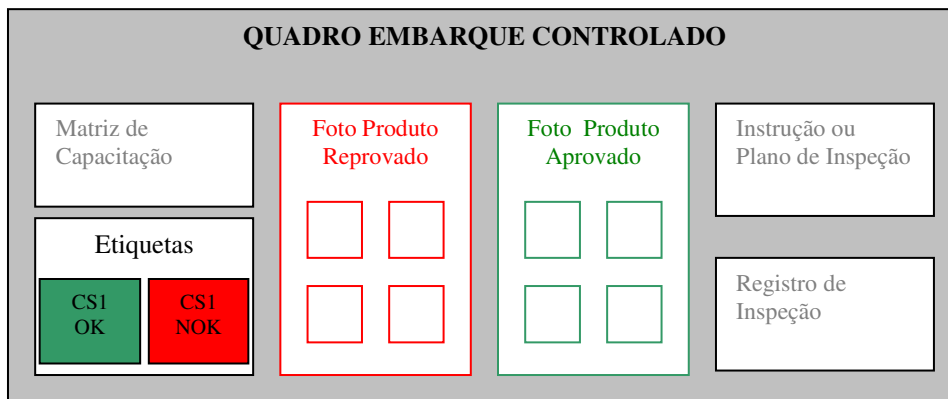 QUADRO EMBARQUE CONTROLADO
Matriz de
Capacitação
Etiquetas
CS1
OK
CS1
NOK
Foto Produto
Reprovado
Foto Produto
Aprovado
Instrução ou
Plano de Inspeção
Registro de
Inspeção